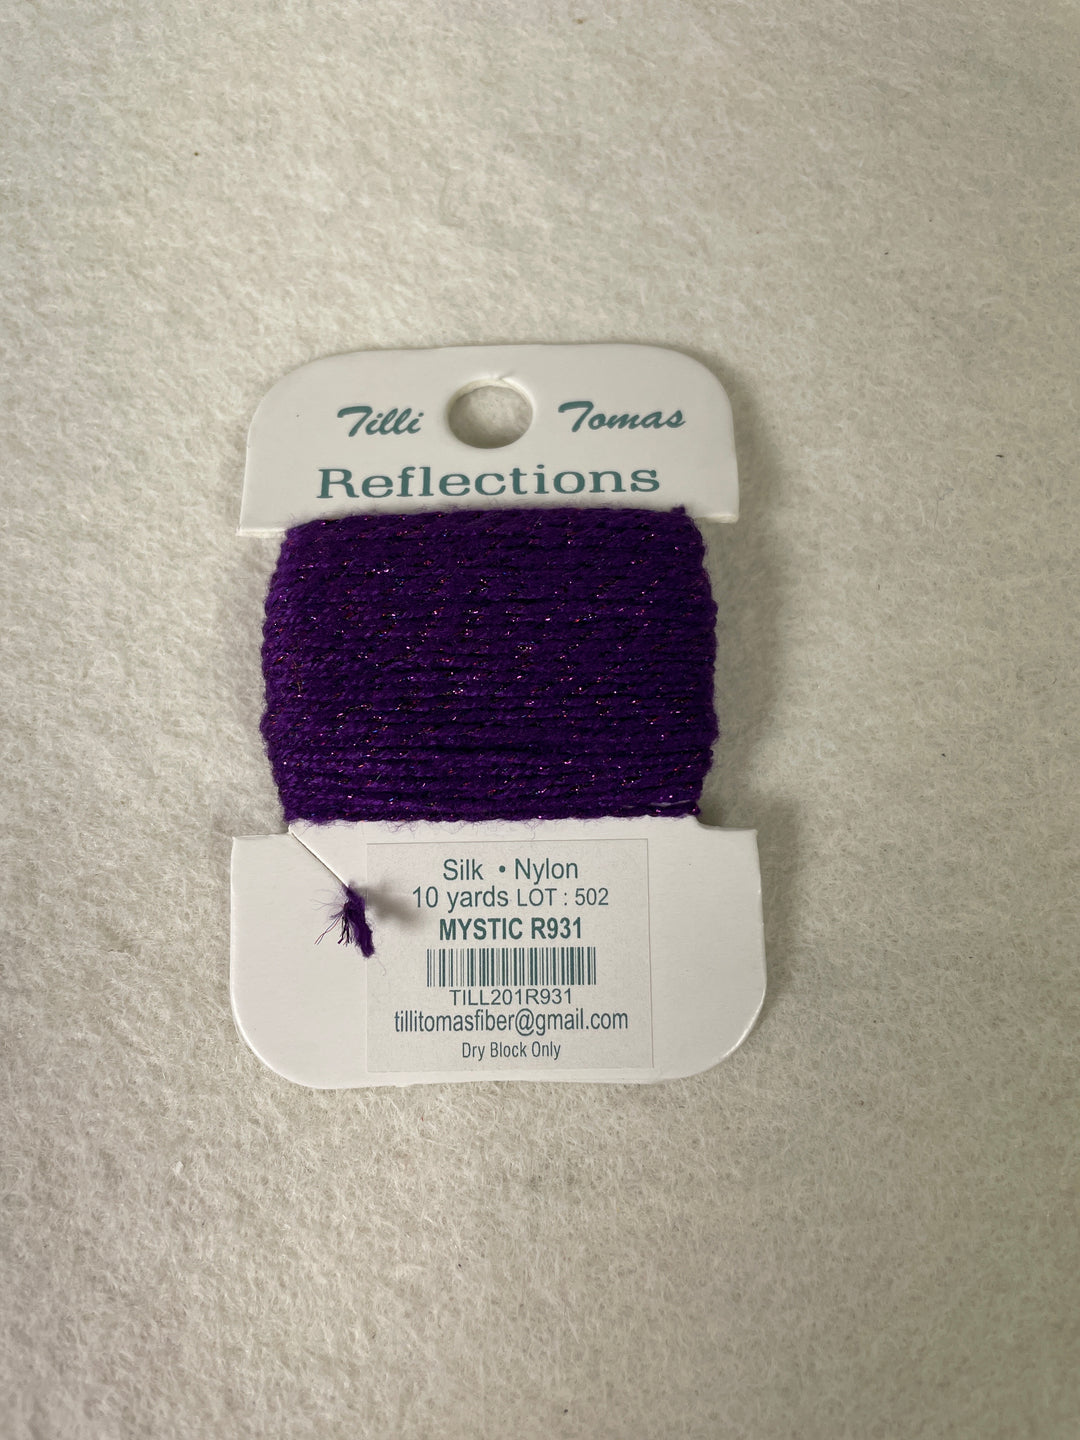 Tilli Tomas
Reflections
Silk • Nylon
10 yards LOT : 502
MYSTIC R931
TILL201R931
tillitomasfiber@gmail.com
Dry Block Only